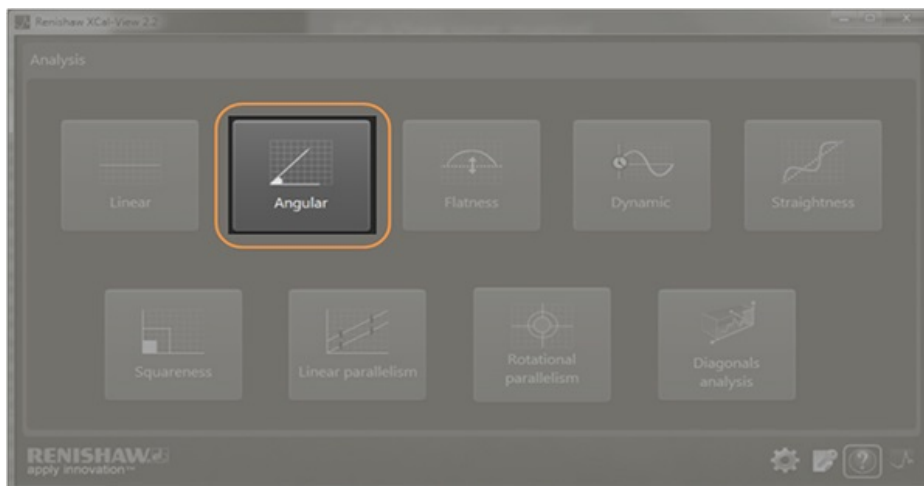 Renishaw XCal-View 2.2
Analysis
Linear
Angular
Flatness
Dynamic
Straightness
Squareness
Linear parallelism
Rotational
parallelism
Diagonals
analysis
RENISHAW
apply innovation™